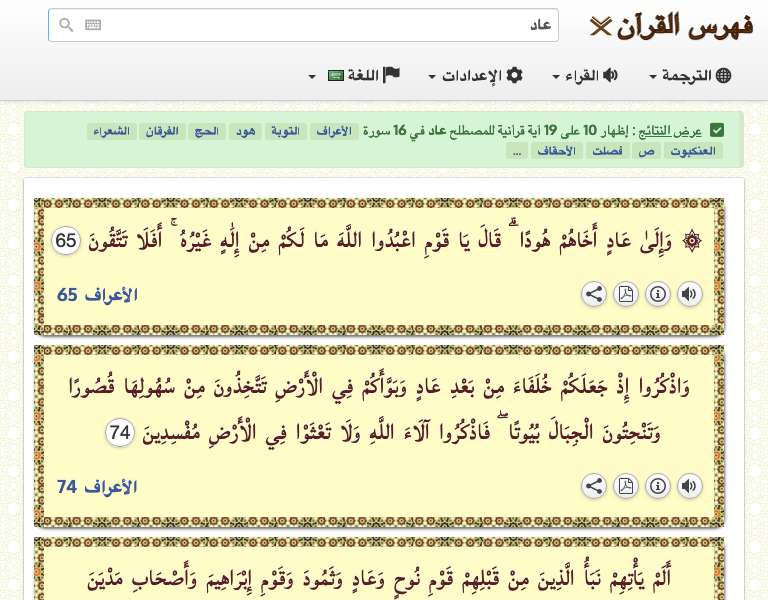 فهرس القرآن
عاد
الترجمة
القراء
الإعدادات
اللغة
عرض النتائج : إظهار 10 على 19 آية قرآنية للمصطلح عاد في 16 سورة الأعراف التوبة هود الحج الفرقان الشعراء
العنكبوت ص فصلت الأحقاف ...
۞ وَإِلَىٰ عَادٍ أَخَاهُمْ هُودًا ۗ قَالَ يَا قَوْمِ اعْبُدُوا اللَّهَ مَا لَكُمْ مِنْ إِلَٰهٍ غَيْرُهُ ۚ أَفَلَا تَتَّقُونَ 65
الأعراف 65
وَاذْكُرُوا إِذْ جَعَلَكُمْ خُلَفَاءَ مِنْ بَعْدِ عَادٍ وَبَوَّأَكُمْ فِي الْأَرْضِ تَتَّخِذُونَ مِنْ سُهُولِهَا قُصُورًا
وَتَنْحِتُونَ الْجِبَالَ بُيُوتًا ۖ فَاذْكُرُوا آلَاءَ اللَّهِ وَلَا تَعْثَوْا فِي الْأَرْضِ مُفْسِدِينَ 74
الأعراف 74
أَلَمْ يَأْتِهِمْ نَبَأُ الَّذِينَ مِنْ قَبْلِهِمْ قَوْمِ نُوحٍ وَعَادٍ وَثَمُودَ وَقَوْمِ إِبْرَاهِيمَ وَأَصْحَابِ مَدْيَنَ